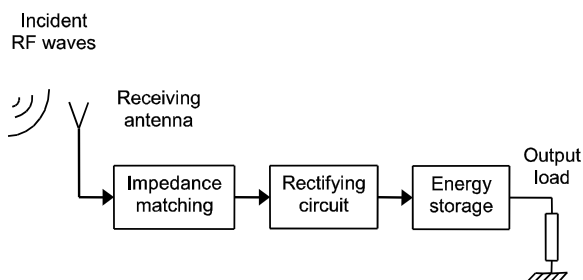 Incident
RF waves
Receiving
antenna
Impedance
matching
Rectifying
circuit
Energy
storage
Output
load